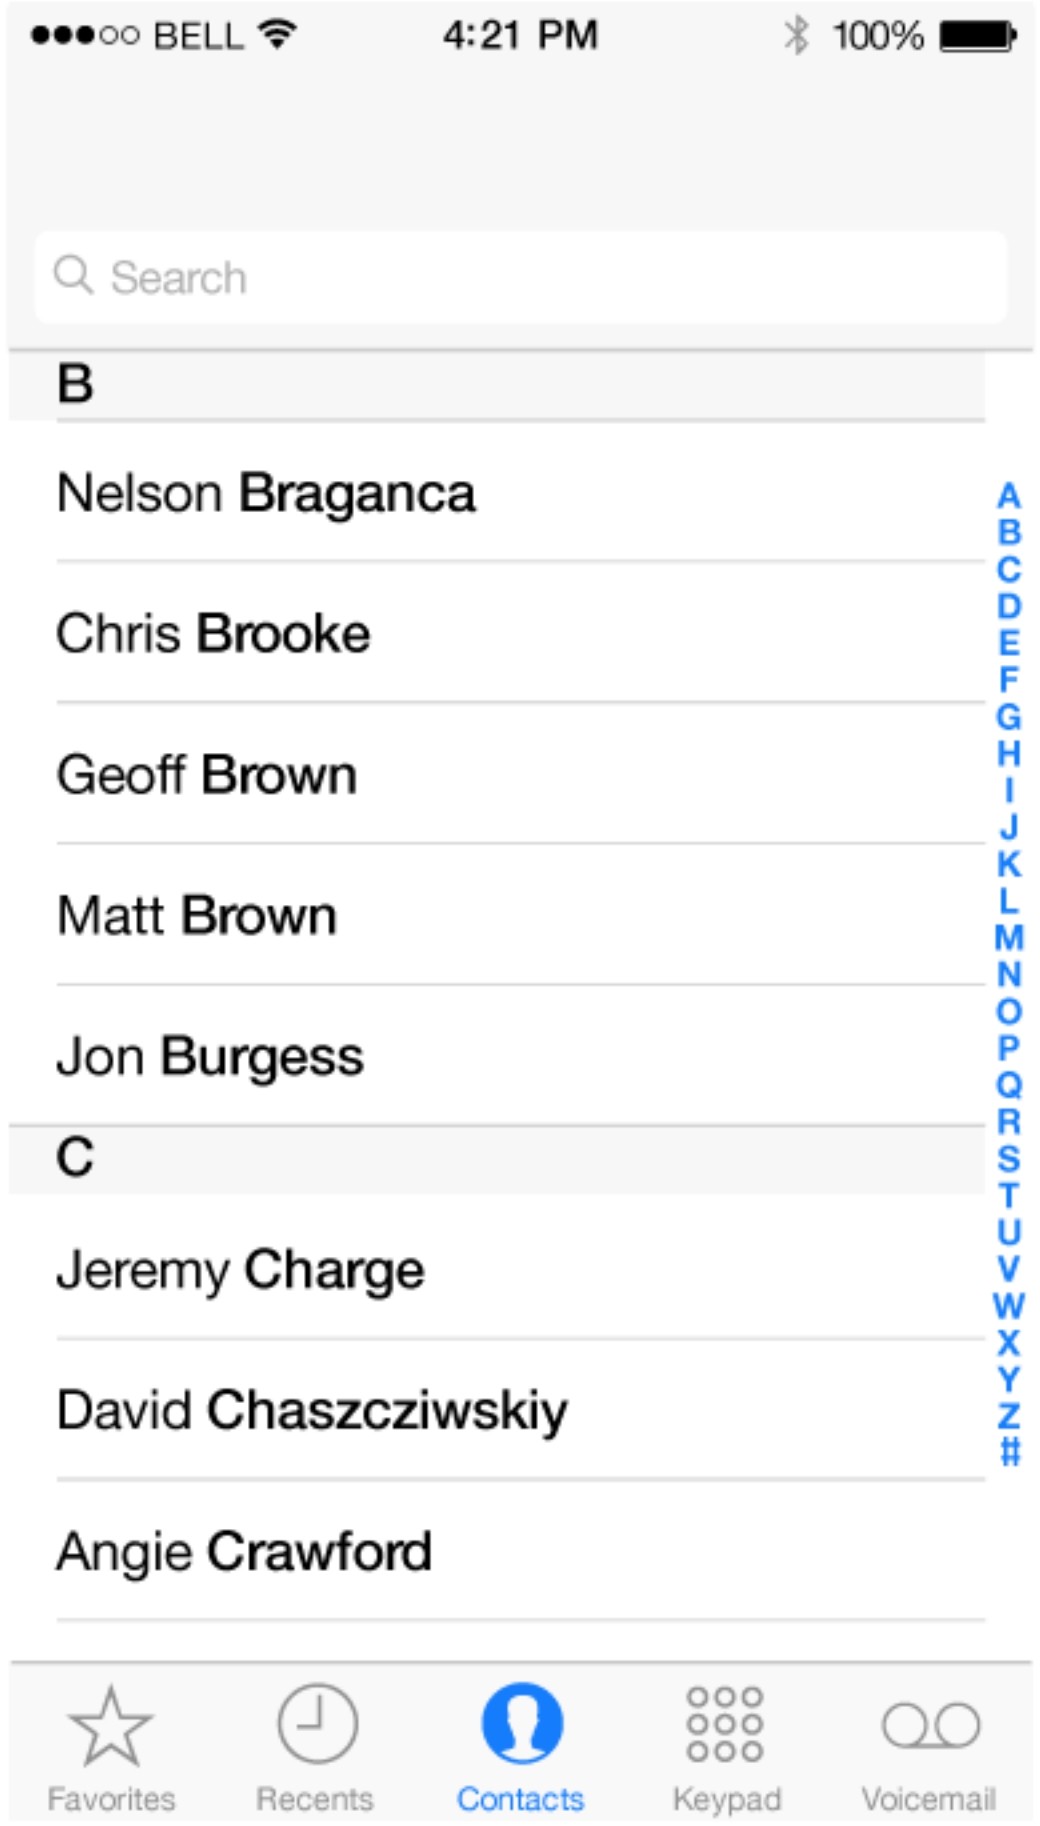 BELL 4:21 PM 100%
Search
B
Nelson Braganca
Chris Brooke
Geoff Brown
Matt Brown
Jon Burgess
C
Jeremy Charge
David Chaszcziwskiy
Angie Crawford
A
B
C
D
E
F
G
H
I
J
K
L
M
N
O
P
Q
R
S
T
U
V
W
X
Y
Z
#
Favorites Recents Contacts Keypad Voicemail